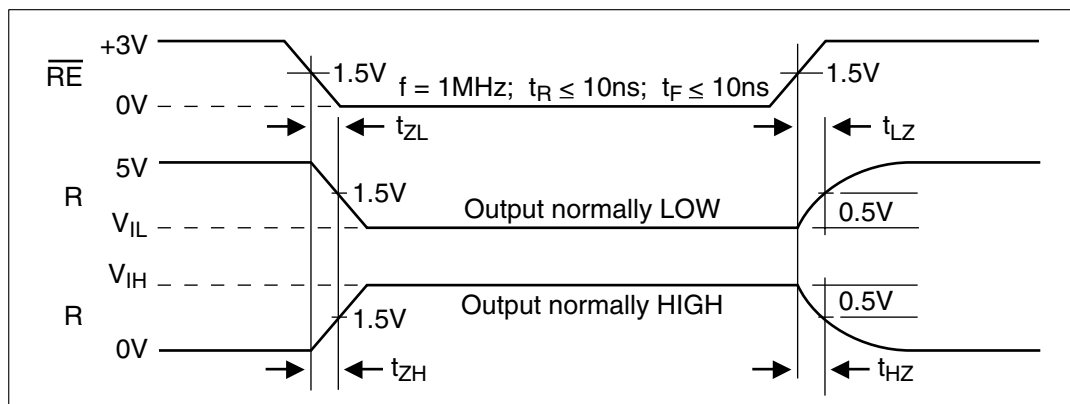 +3V
RE
1.5V
f = 1MHz; tR ≤ 10ns; tF ≤ 10ns
1.5V
0V
tZL
tLZ
5V
R
1.5V
Output normally LOW
0.5V
VIL
VIH
R
1.5V
Output normally HIGH
0.5V
0V
tZH
tHZ